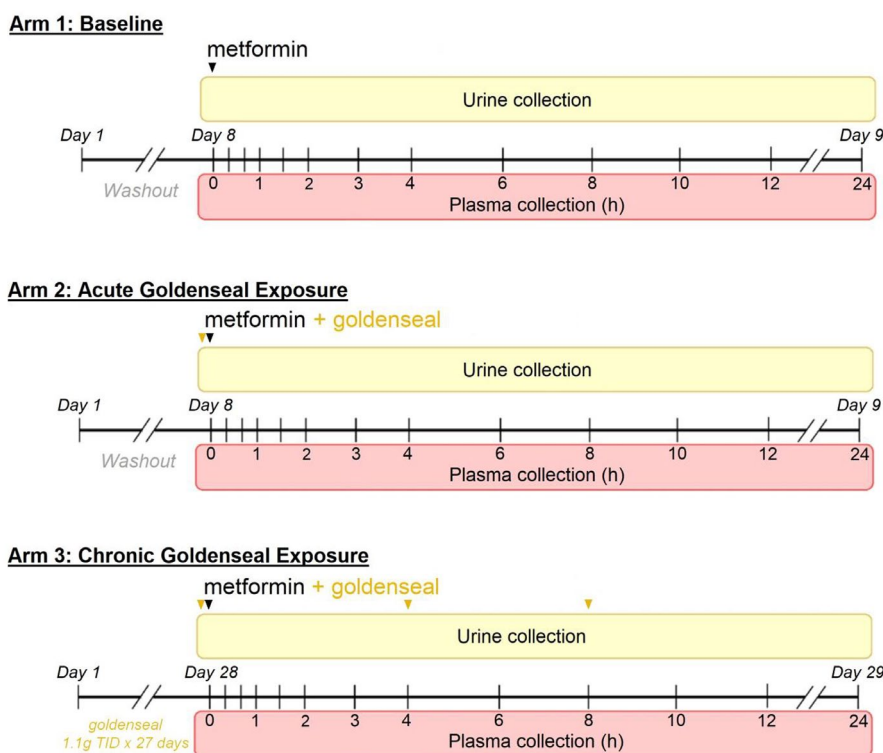 Arm 1: Baseline
metformin
Urine collection
Day 1 Day 8 Day 9
Washout
0 1 2 3 4 6 8 10 12 24
Plasma collection (h)
Arm 2: Acute Goldenseal Exposure
metformin + goldenseal
Urine collection
Day 1 Day 8 Day 9
Washout
0 1 2 3 4 6 8 10 12 24
Plasma collection (h)
Arm 3: Chronic Goldenseal Exposure
metformin + goldenseal
Urine collection
Day 1 Day 28 Day 29
0 1 2 3 4 6 8 10 12 24
goldenseal
1.1g TID x 27 days
Plasma collection (h)